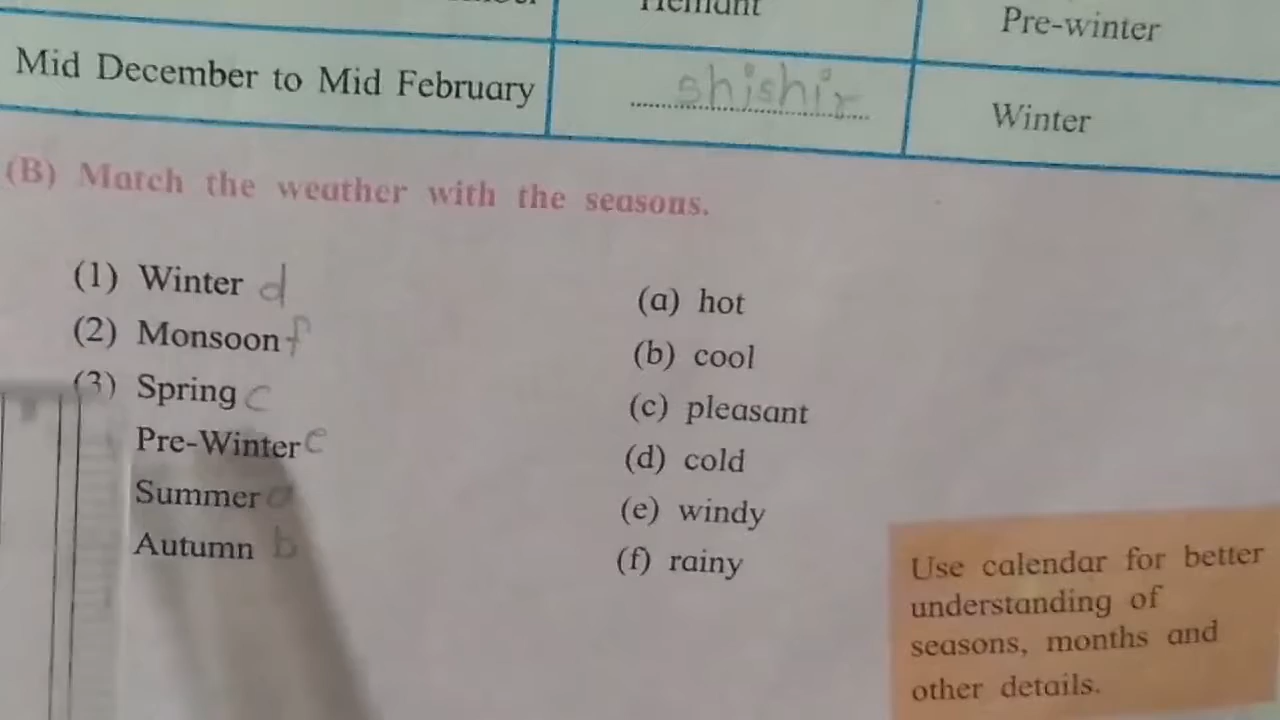 Hemant
Pre-winter
Mid December to Mid February
shishir
Winter
(B) Match the weather with the seasons.
(1) Winter d
(2) Monsoon f
(3) Spring c
Pre-Winter e
Summer a
Autumn b
(a) hot
(b) cool
(c) pleasant
(d) cold
(e) windy
(f) rainy
Use calendar for better
understanding of
seasons, months and
other details.